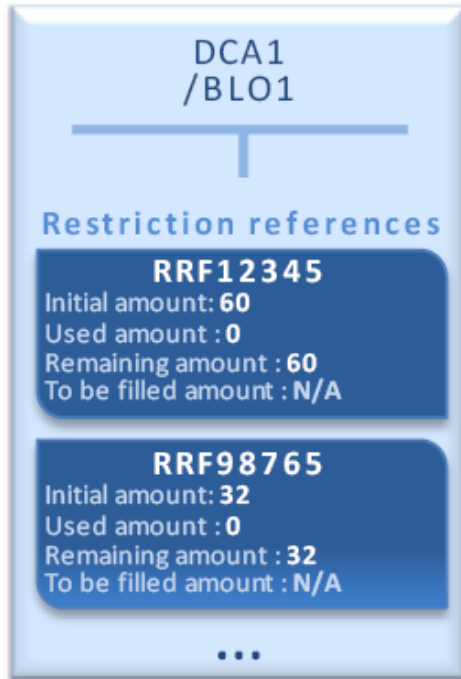 DCA1
/BLO1
Restriction references
RRF12345
Initial amount: 60
Used amount : 0
Remaining amount : 60
To be filled amount : N/A
RRF98765
Initial amount: 32
Used amount : 0
Remaining amount : 32
To be filled amount : N/A
...